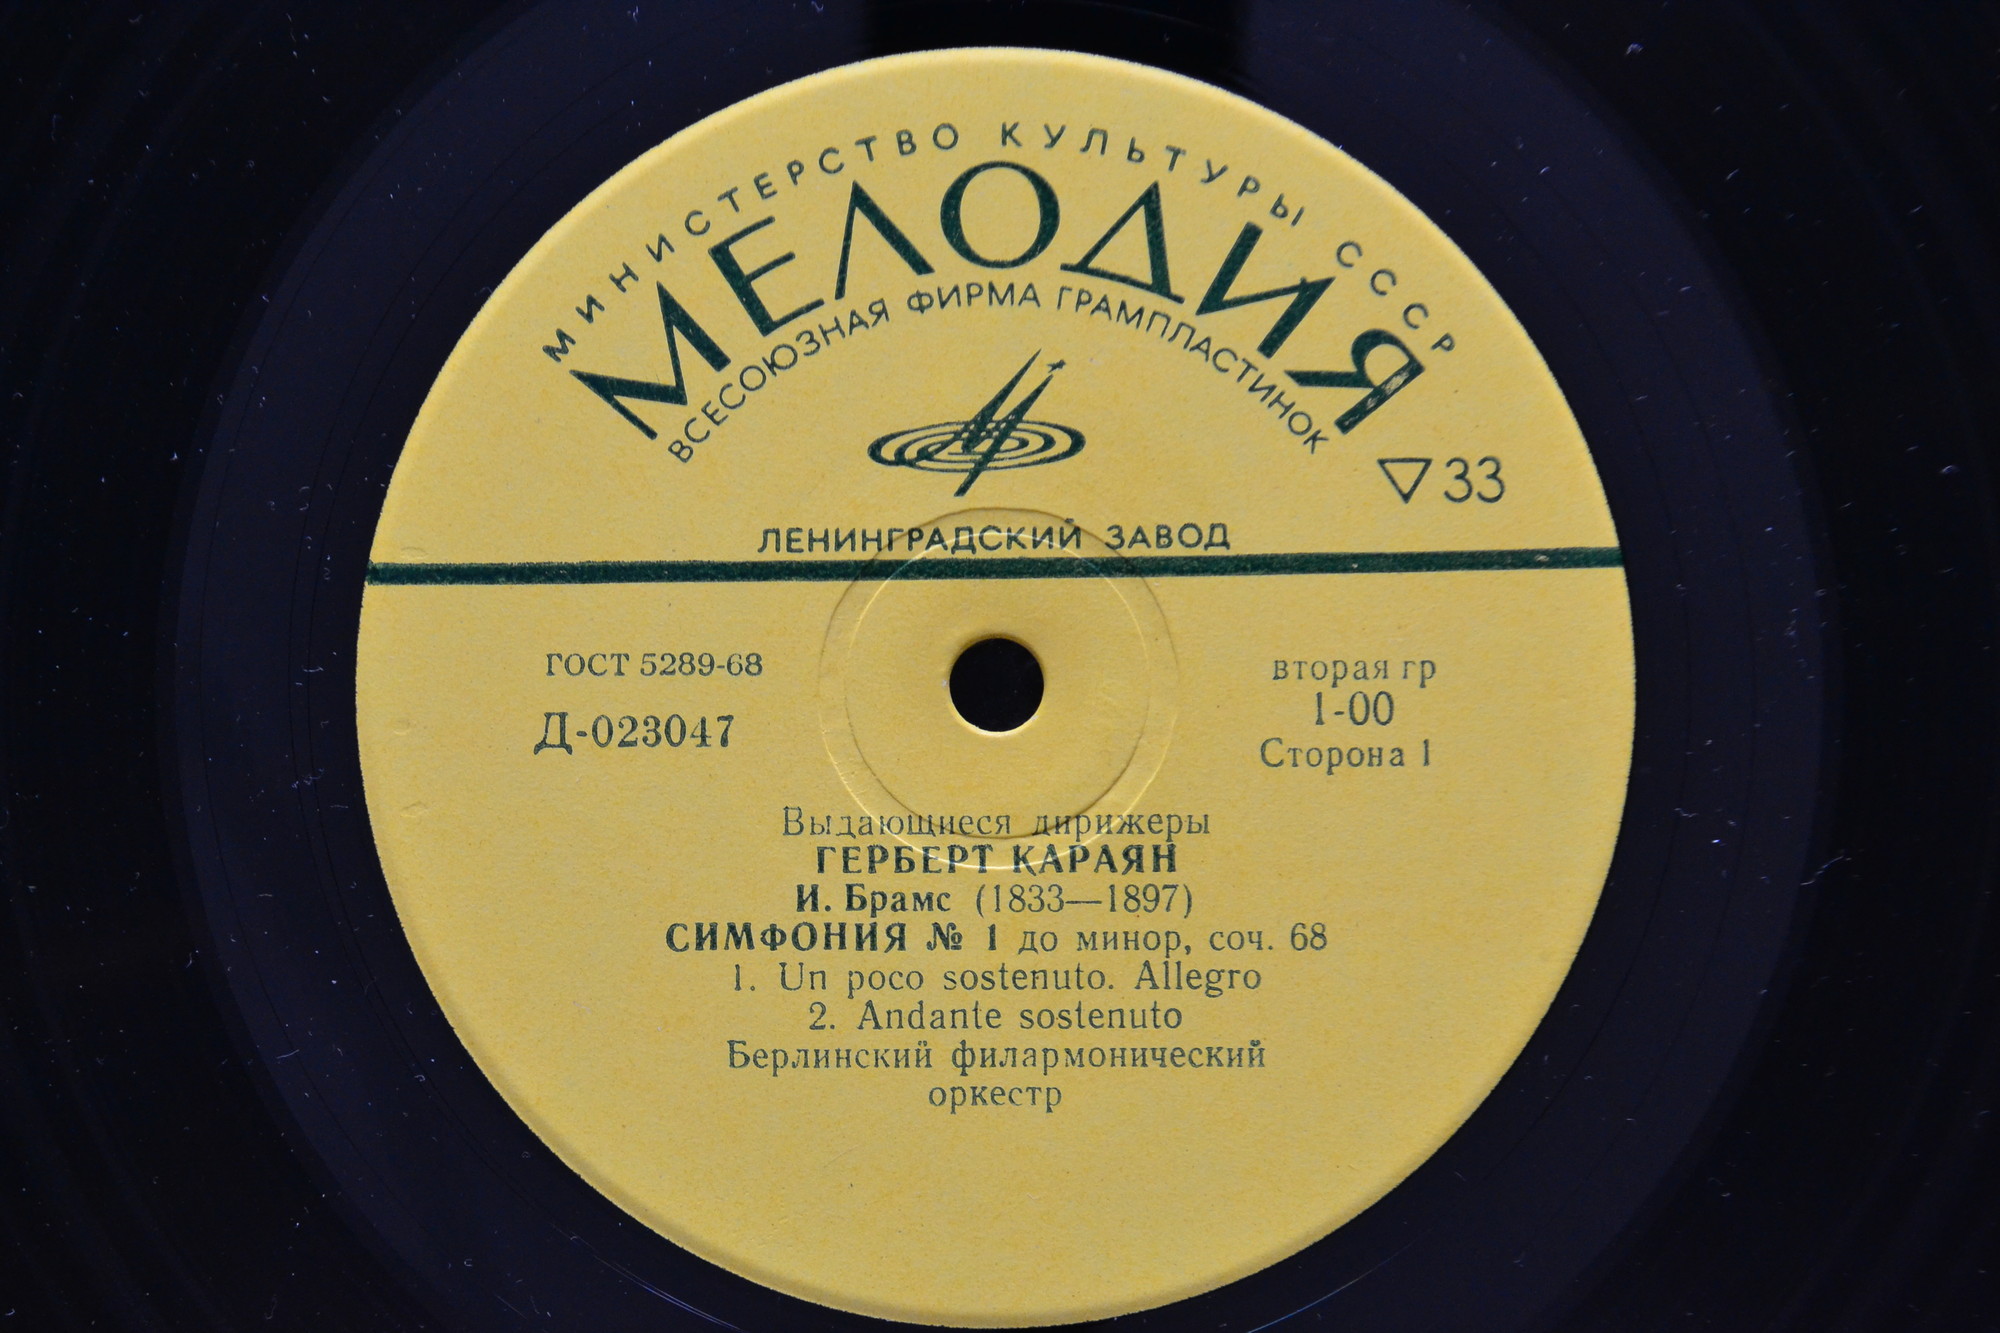 МИНИСТЕРСТВО КУЛЬТУРЫ СССР
МЕЛОДИЯ
ВСЕСОЮЗНАЯ ФИРМА ГРАМПЛАСТИНОК
33
ЛЕНИНГРАДСКИЙ ЗАВОД
ГОСТ 5289-68
Д-023047
вторая гр
1-00
Сторона 1
Выдающиеся дирижеры
ГЕРБЕРТ КАРАЯН
И. Брамс (1833—1897)
СИМФОНИЯ № 1 до минор, соч. 68
1. Un poco sostenuto. Allegro
2. Andante sostenuto
Берлинский филармонический
оркестр